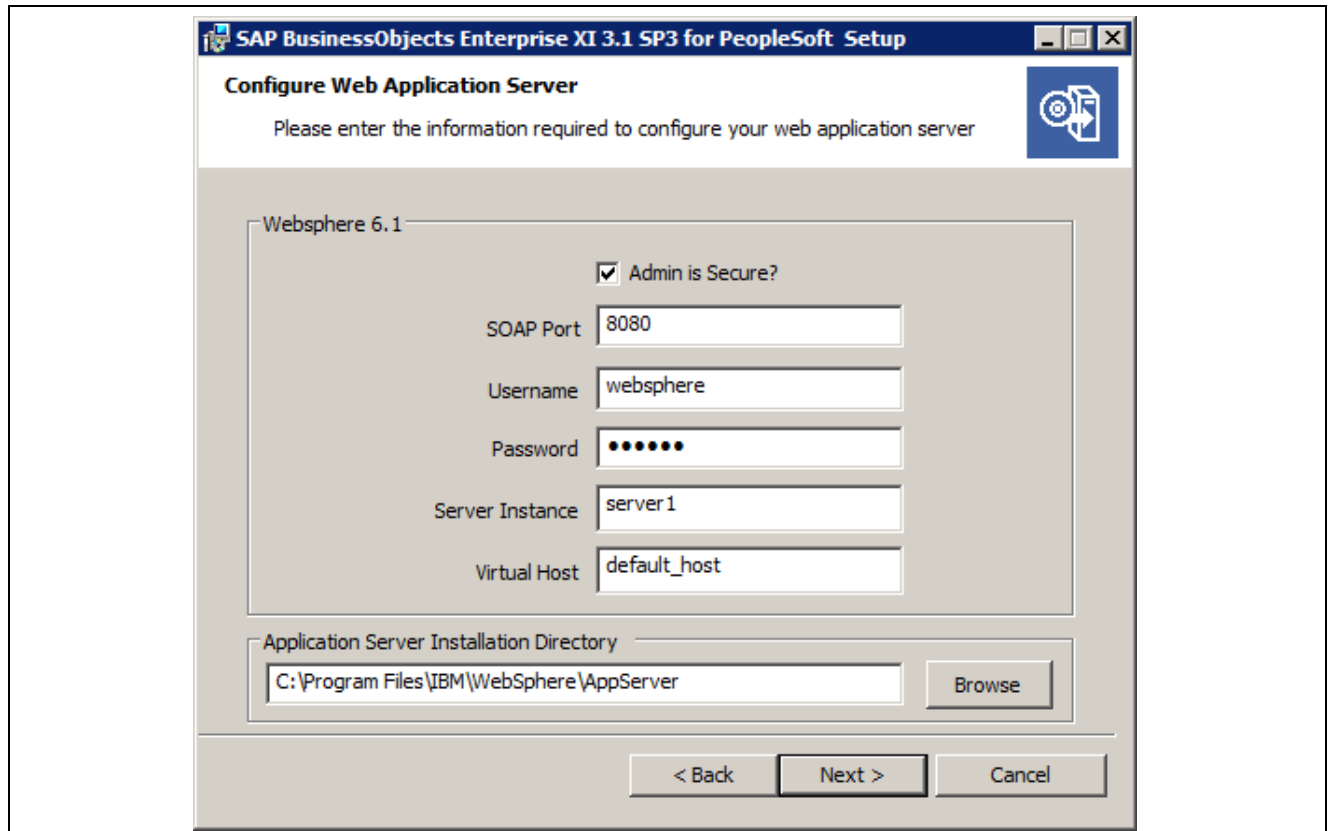 SAP BusinessObjects Enterprise XI 3.1 SP3 for PeopleSoft Setup
Configure Web Application Server
Please enter the information required to configure your web application server
Websphere 6.1
Admin is Secure?
SOAP Port 8080
Username websphere
Password ••••••
Server Instance server1
Virtual Host default_host
Application Server Installation Directory
C:\Program Files\IBM\WebSphere\AppServer Browse
< Back Next > Cancel